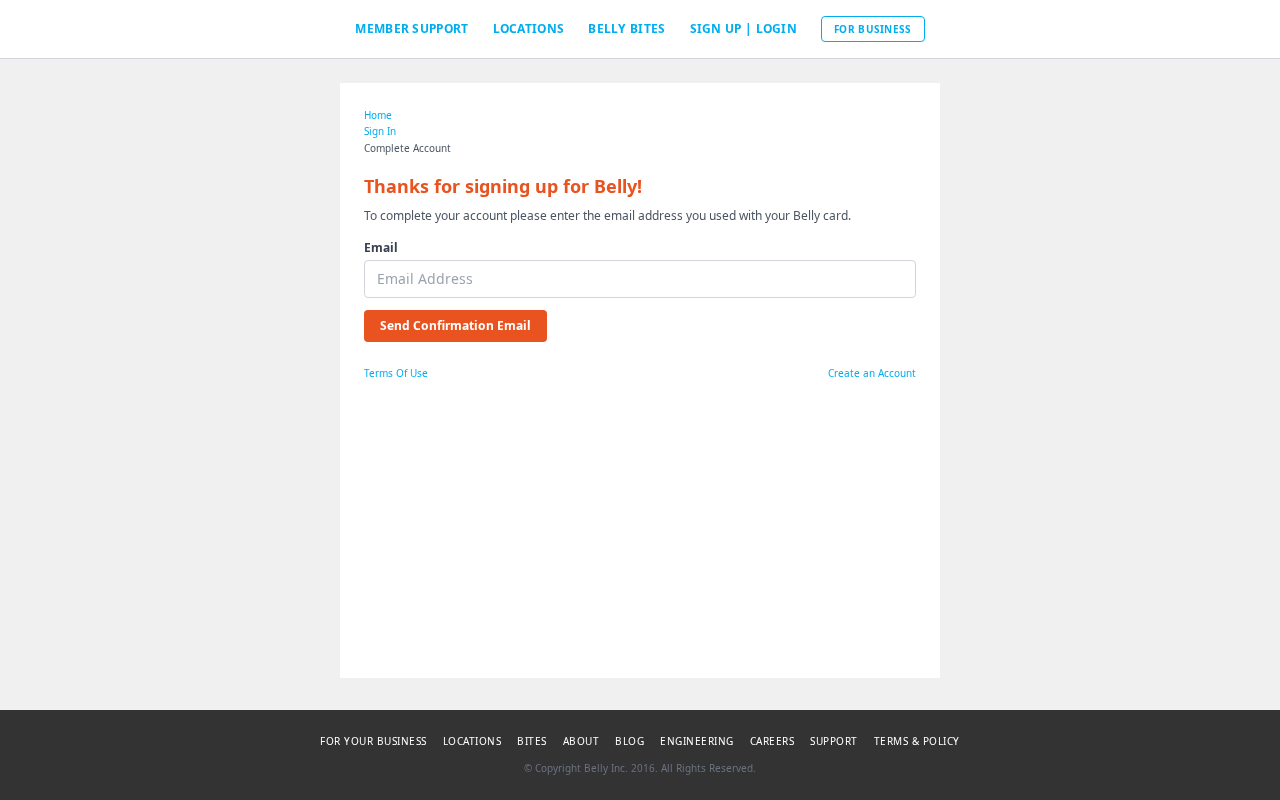 MEMBER SUPPORT LOCATIONS BELLY BITES SIGN UP | LOGIN FOR BUSINESS
Home
Sign In
Complete Account
Thanks for signing up for Belly!
To complete your account please enter the email address you used with your Belly card.
Email
Email Address
Send Confirmation Email
Terms Of Use Create an Account
FOR YOUR BUSINESS LOCATIONS BITES ABOUT BLOG ENGINEERING CAREERS SUPPORT TERMS & POLICY
© Copyright Belly Inc. 2016. All Rights Reserved.